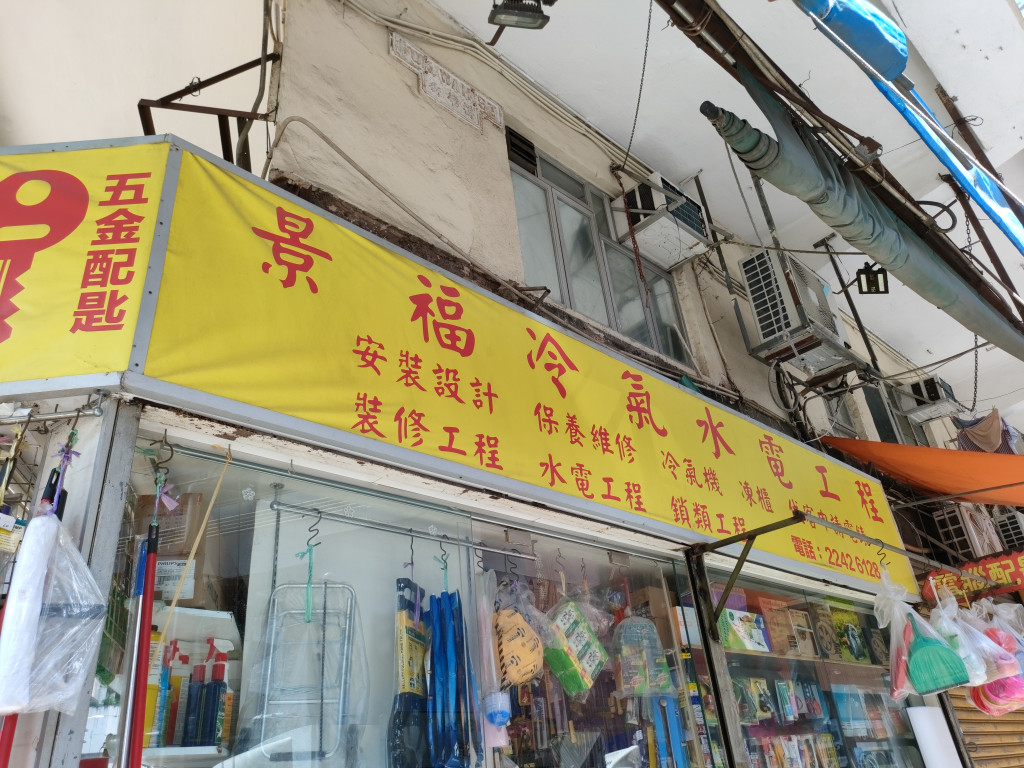 五金配匙
景福冷氣水電工程
安裝設計 保養維修 冷氣機 凍櫃
裝修工程 水電工程 鎖類工程
電話：2242 6128